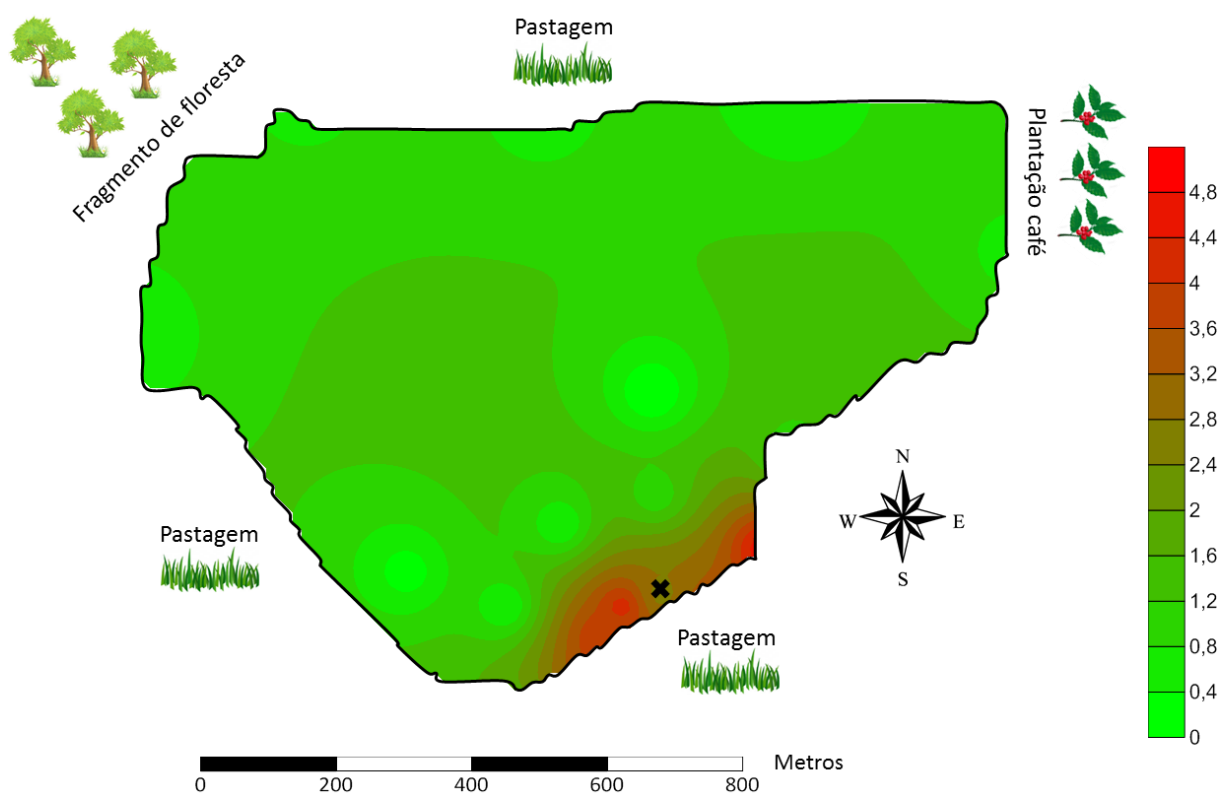 Pastagem
Fragmento de floresta
Plantação café
4,8
4,4
4
3,6
3,2
2,8
2,4
2
1,6
1,2
0,8
0,4
0
N
W E
S
Pastagem
Pastagem
Metros
0 200 400 600 800